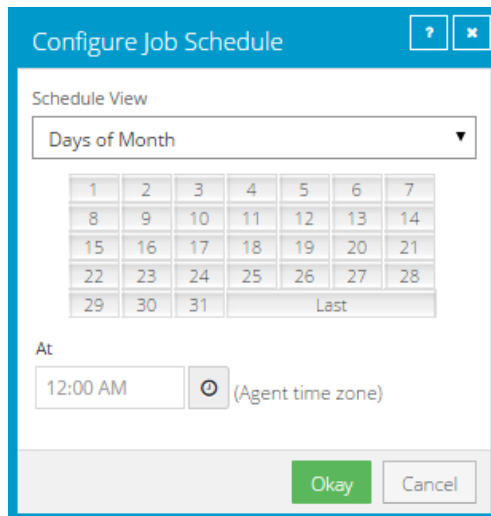 Configure Job Schedule ? ×
Schedule View
Days of Month
1 2 3 4 5 6 7
8 9 10 11 12 13 14
15 16 17 18 19 20 21
22 23 24 25 26 27 28
29 30 31 Last
At
12:00 AM (Agent time zone)
Okay Cancel